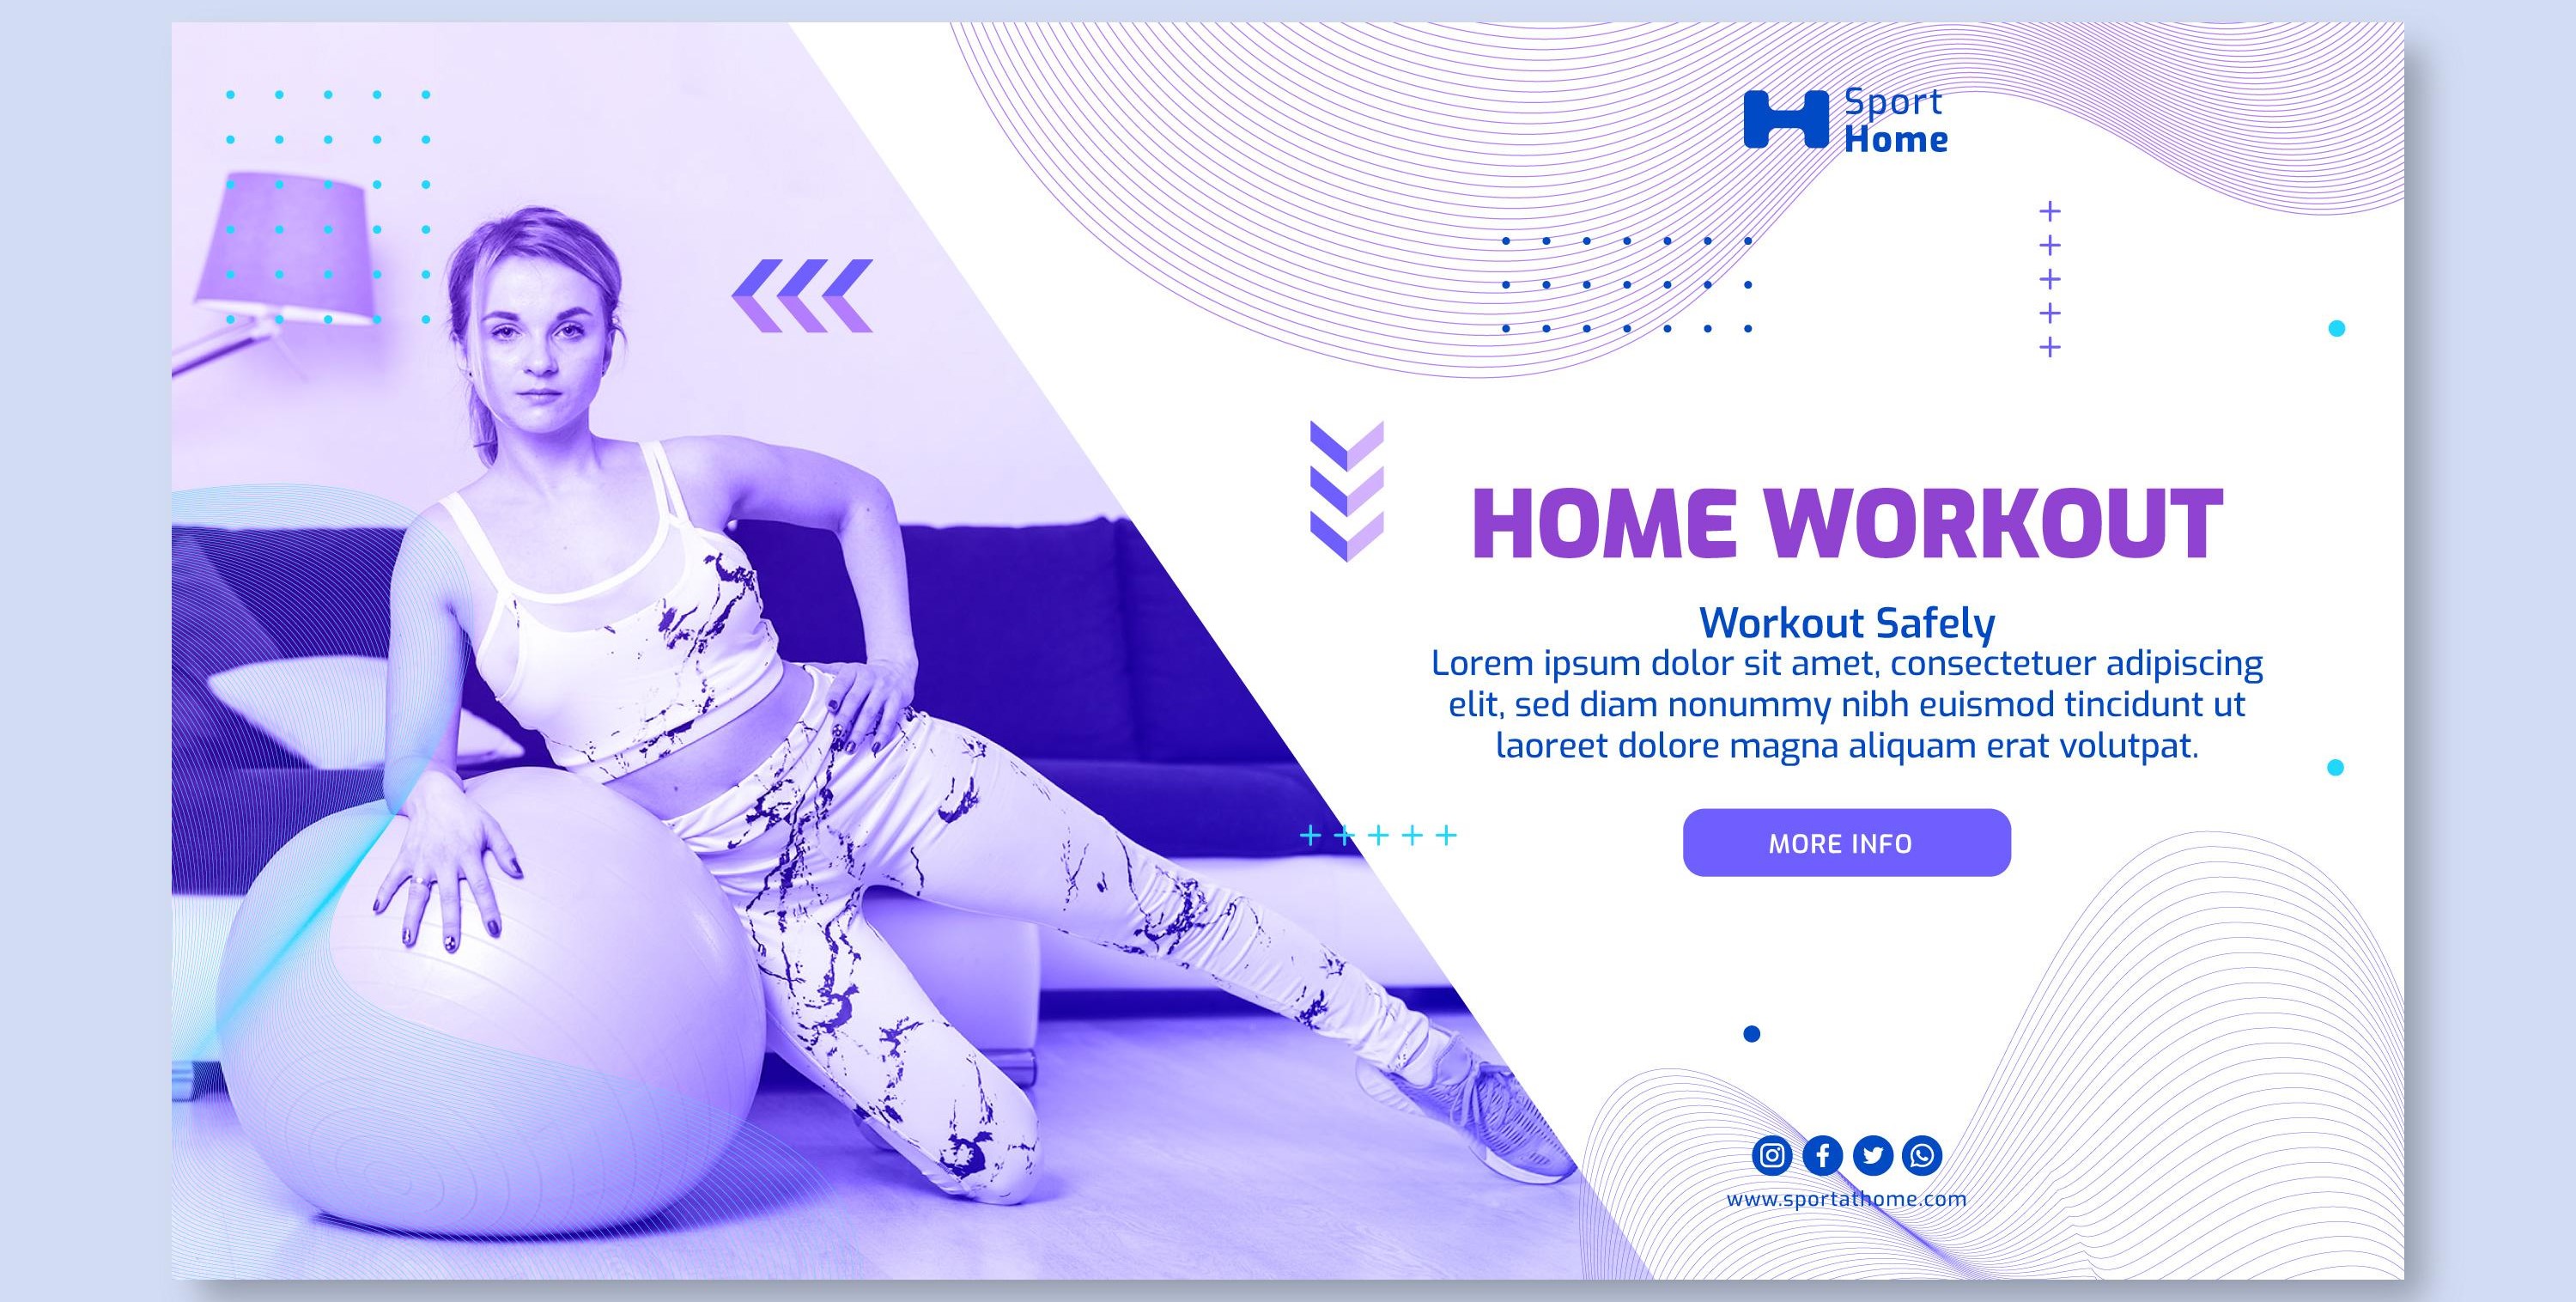 Sport
Home
HOME WORKOUT
Workout Safely
Lorem ipsum dolor sit amet, consectetuer adipiscing
elit, sed diam nonummy nibh euismod tincidunt ut
laoreet dolore magna aliquam erat volutpat.
MORE INFO
www.sportathome.com